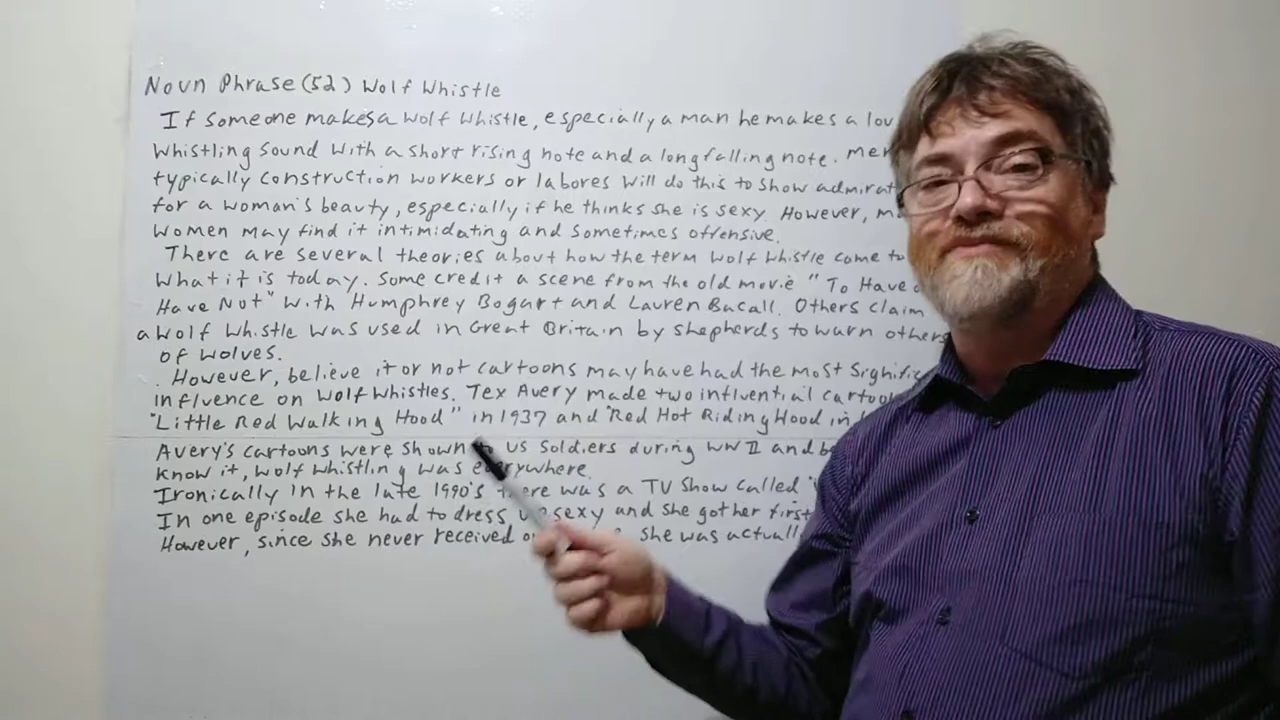 Noun Phrase (52) Wolf Whistle
If someone makes a wolf whistle, especially a man he makes a
whistling sound with a short rising note and a long falling note.
typically construction workers or labores will do this to show
for a woman's beauty, especially if he thinks she is sexy. However,
women may find it intimidating and sometimes offensive.
There are several theories about how the term wolf whistle came to
what it is today. Some credit a scene from the old movie "To Have
Have Not" with Humphrey Bogart and Lauren Bacall. Others claim
a wolf whistle was used in Great Britain by shepherds to warn others
of wolves.
However, believe it or not cartoons may have had the most
influence on wolf whistles. Tex Avery made two influential
"Little Red Walking Hood" in 1937 and "Red Hot Riding Hood in
Avery's cartoons were shown to US Soldiers during WW II and
know it, wolf whistling was everywhere.
Ironically in the late 1990's there was a TV Show called
In one episode she had to dress up sexy and she got her first
However, since she never received she was